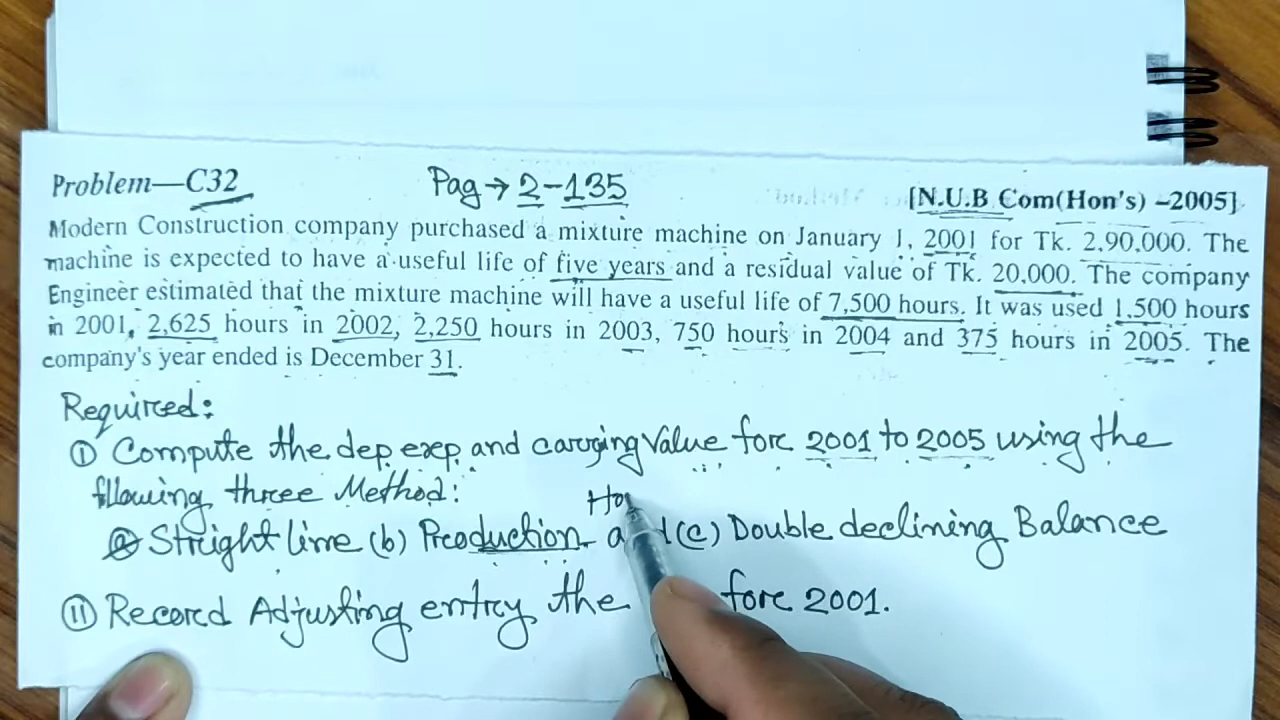 Problem—C32 Pag→2-135 [N.U.B Com(Hon's) –2005]
Modern Construction company purchased a mixture machine on January 1, 2001 for Tk. 2,90,000. The
machine is expected to have a useful life of five years and a residual value of Tk. 20,000. The company
Engineer estimated that the mixture machine will have a useful life of 7,500 hours. It was used 1,500 hours
in 2001, 2,625 hours in 2002, 2,250 hours in 2003, 750 hours in 2004 and 375 hours in 2005. The
company's year ended is December 31.
Required:
(I) Compute the dep. exp. and carrying Value for 2001 to 2005 using the
fllowing three Method:
Ho
(a) Stright line (b) Production (c) Double declining Balance
(II) Record Adjusting entry the for 2001.